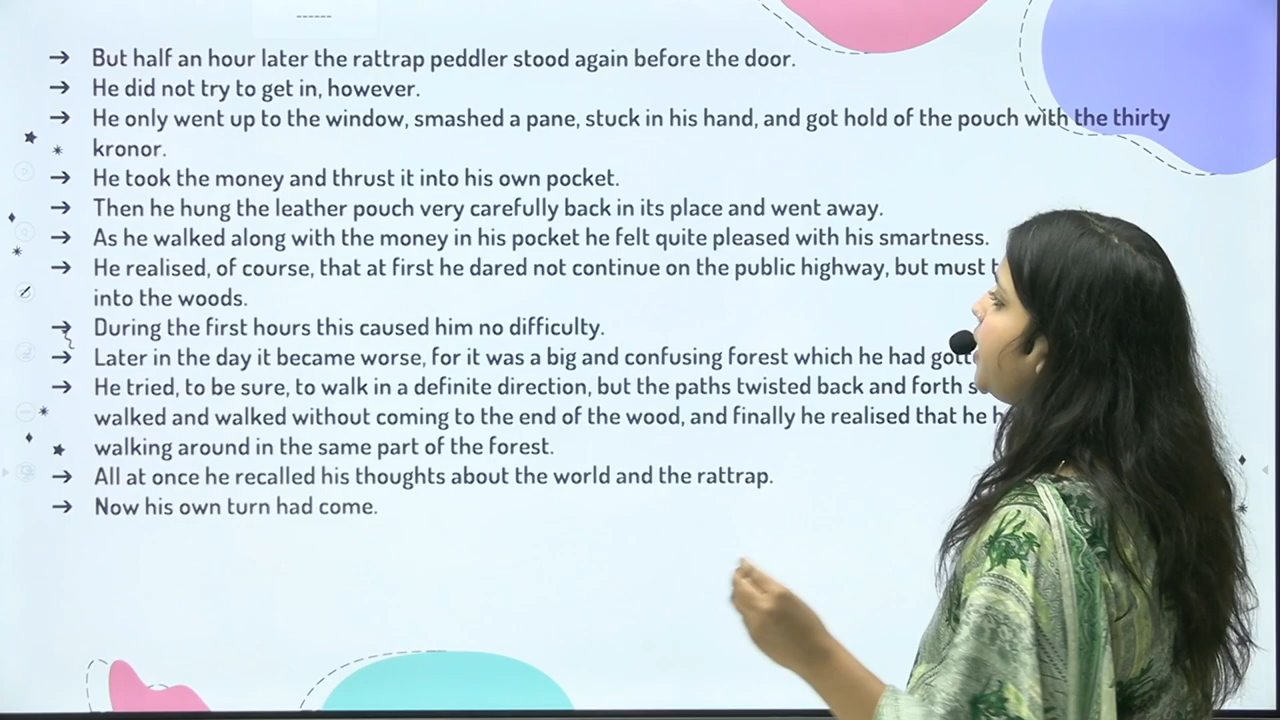 ------
→ But half an hour later the rattrap peddler stood again before the door.
→ He did not try to get in, however.
→ He only went up to the window, smashed a pane, stuck in his hand, and got hold of the pouch with the thirty
kronor.
→ He took the money and thrust it into his own pocket.
→ Then he hung the leather pouch very carefully back in its place and went away.
→ As he walked along with the money in his pocket he felt quite pleased with his smartness.
→ He realised, of course, that at first he dared not continue on the public highway, but must
into the woods.
→ During the first hours this caused him no difficulty.
→ Later in the day it became worse, for it was a big and confusing forest which he had
→ He tried, to be sure, to walk in a definite direction, but the paths twisted back and forth
walked and walked without coming to the end of the wood, and finally he realised that he
walking around in the same part of the forest.
→ All at once he recalled his thoughts about the world and the rattrap.
→ Now his own turn had come.